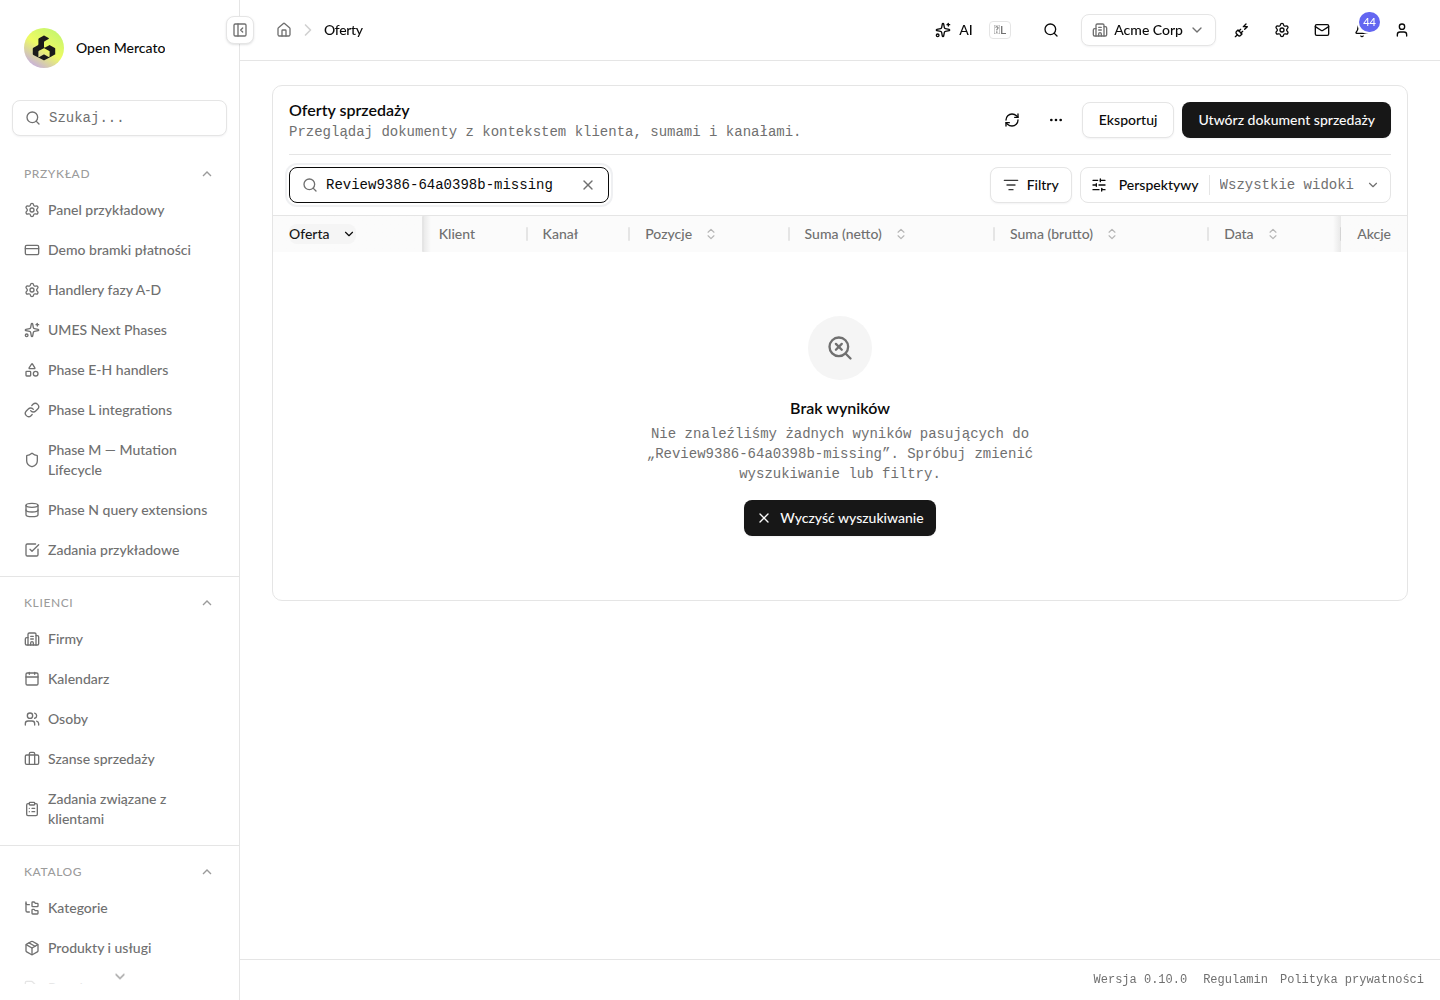 Open Mercato
Szukaj...
PRZYKŁAD
Panel przykładowy
Demo bramki płatności
Handlery fazy A-D
UMES Next Phases
Phase E-H handlers
Phase L integrations
Phase M — Mutation
Lifecycle
Phase N query extensions
Zadania przykładowe
KLIENCI
Firmy
Kalendarz
Osoby
Szanse sprzedaży
Zadania związane z
klientami
KATALOG
Kategorie
Produkty i usługi
Oferty
AI
L
Acme Corp
44
Oferty sprzedaży
Przeglądaj dokumenty z kontekstem klienta, sumami i kanałami.
Eksportuj
Utwórz dokument sprzedaży
Review9386-64a0398b-missing
Filtry
Perspektywy
Wszystkie widoki
Oferta
Klient
Kanał
Pozycje
Suma (netto)
Suma (brutto)
Data
Akcje
Brak wyników
Nie znaleźliśmy żadnych wyników pasujących do
„Review9386-64a0398b-missing”. Spróbuj zmienić
wyszukiwanie lub filtry.
Wyczyść wyszukiwanie
Wersja 0.10.0
Regulamin
Polityka prywatności